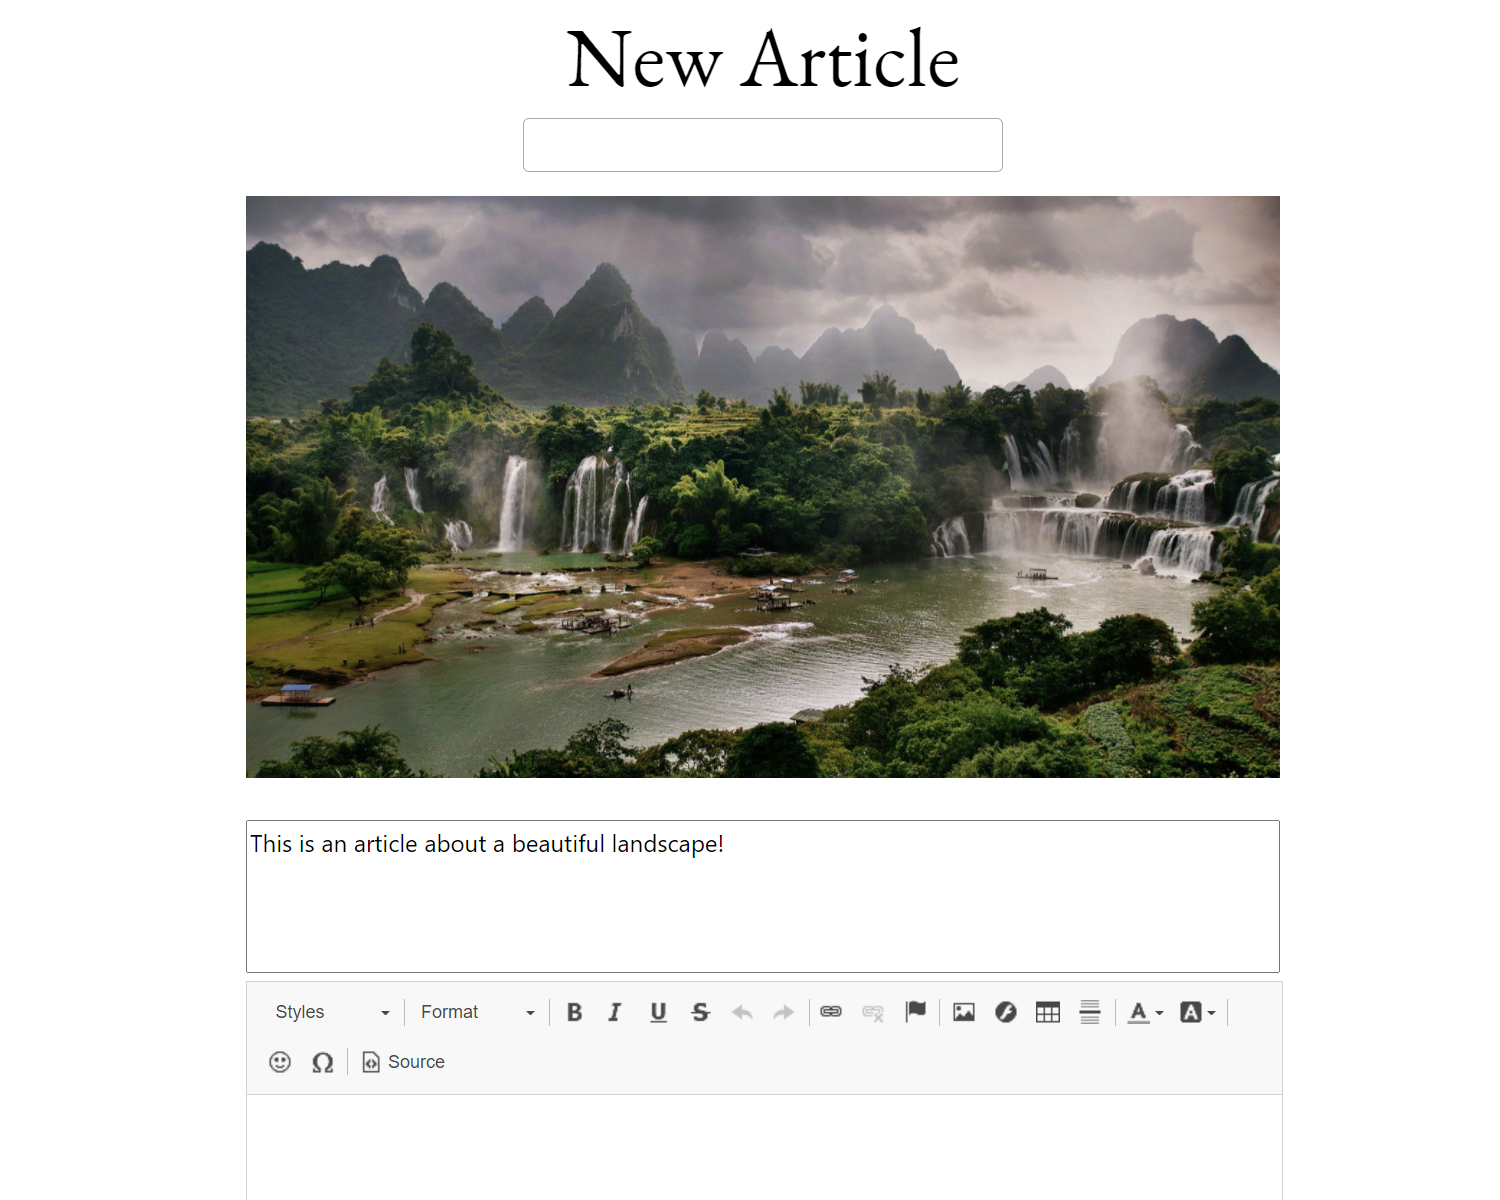 New Article
This is an article about a beautiful landscape!
Styles Format B I U S A A
Ω Source